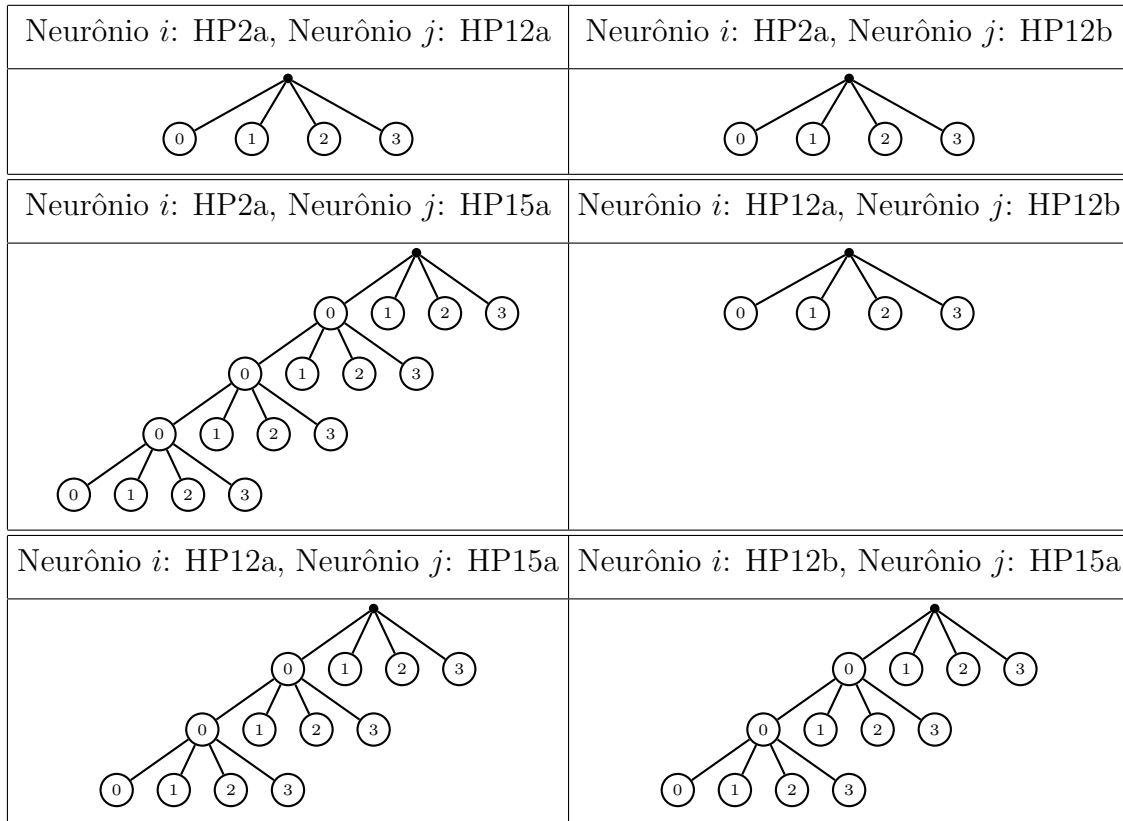 Neurônio i: HP2a, Neurônio j: HP12a
Neurônio i: HP2a, Neurônio j: HP12b
0 1 2 3
0 1 2 3
Neurônio i: HP2a, Neurônio j: HP15a
Neurônio i: HP12a, Neurônio j: HP12b
0 1 2 3
0 1 2 3
0 1 2 3
0 1 2 3
0 1 2 3
Neurônio i: HP12a, Neurônio j: HP15a
Neurônio i: HP12b, Neurônio j: HP15a
0 1 2 3
0 1 2 3
0 1 2 3
0 1 2 3
0 1 2 3
0 1 2 3